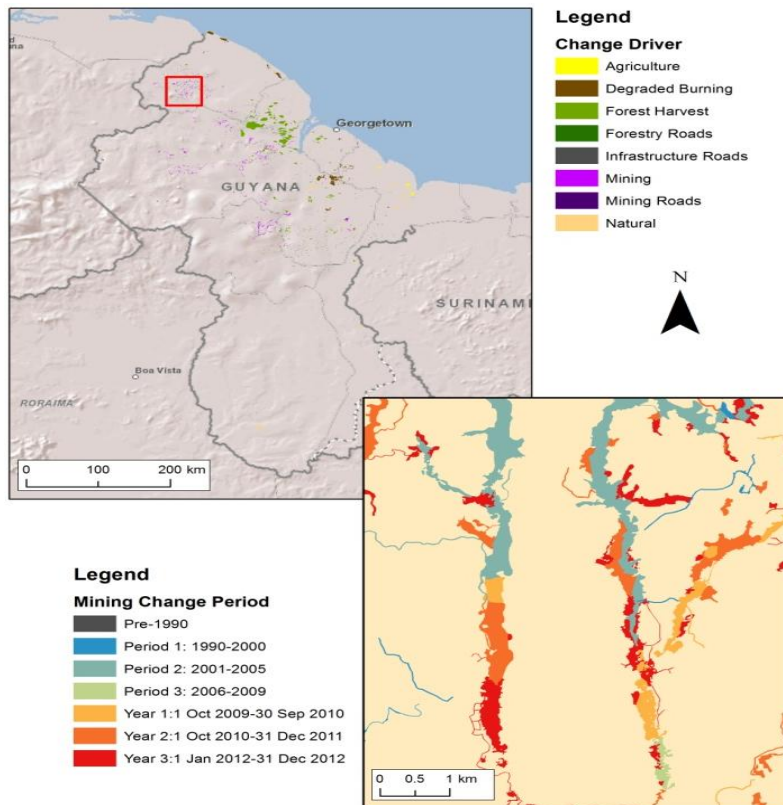 Legend
Change Driver
Agriculture
Degraded Burning
Forest Harvest
Forestry Roads
Infrastructure Roads
Mining
Mining Roads
Natural
Georgetown
GUYANA
SURINAM
N
Boa Vista
RORAIMA
0 100 200 km
Legend
Mining Change Period
Pre-1990
Period 1: 1990-2000
Period 2: 2001-2005
Period 3: 2006-2009
Year 1:1 Oct 2009-30 Sep 2010
Year 2:1 Oct 2010-31 Dec 2011
Year 3:1 Jan 2012-31 Dec 2012
0 0.5 1 km